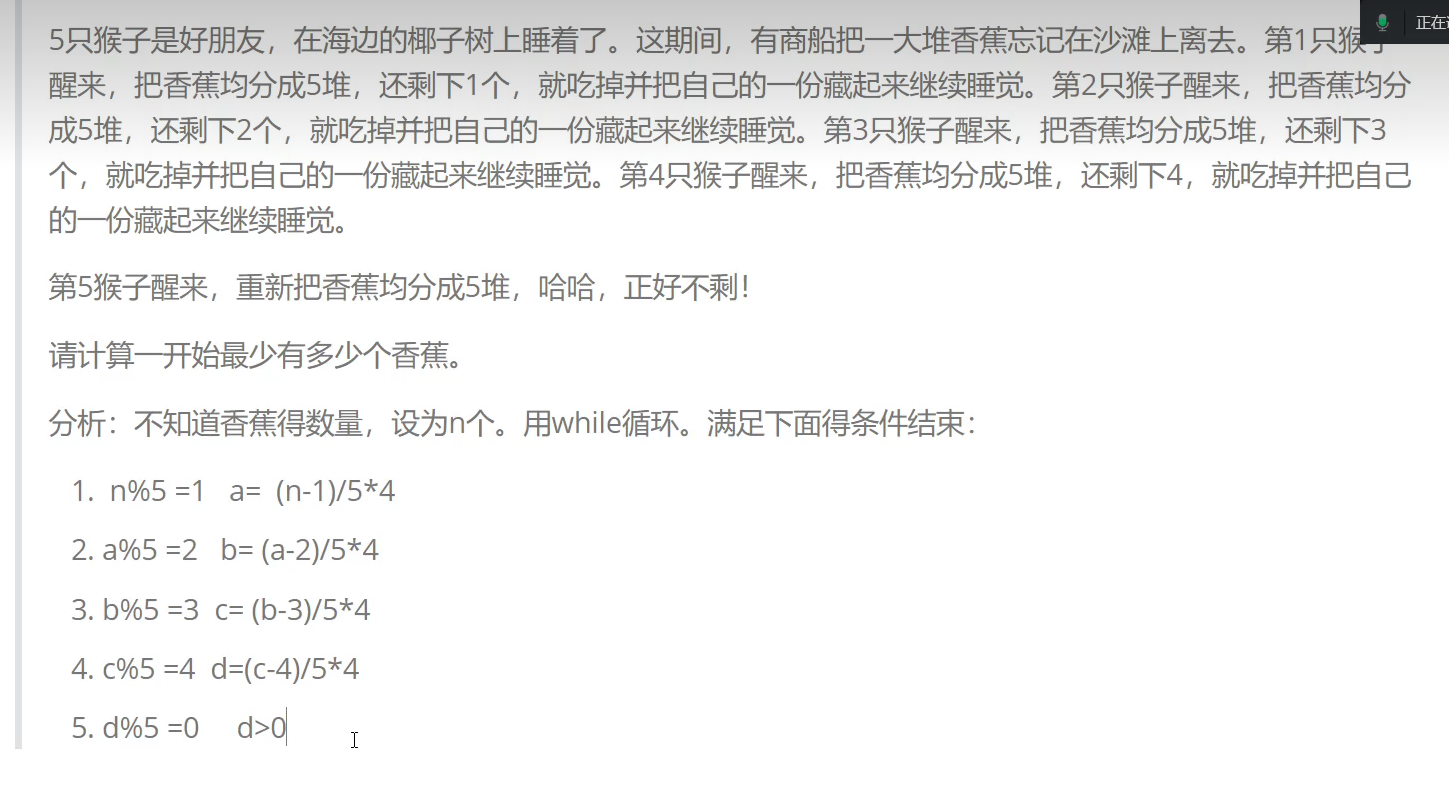 正在
5只猴子是好朋友，在海边的椰子树上睡着了。这期间，有商船把一大堆香蕉忘记在沙滩上离去。第1只猴子
醒来，把香蕉均分成5堆，还剩下1个，就吃掉并把自己的一份藏起来继续睡觉。第2只猴子醒来，把香蕉均分
成5堆，还剩下2个，就吃掉并把自己的一份藏起来继续睡觉。第3只猴子醒来，把香蕉均分成5堆，还剩下3
个，就吃掉并把自己的一份藏起来继续睡觉。第4只猴子醒来，把香蕉均分成5堆，还剩下4，就吃掉并把自己
的一份藏起来继续睡觉。
第5猴子醒来，重新把香蕉均分成5堆，哈哈，正好不剩！
请计算一开始最少有多少个香蕉。
分析：不知道香蕉得数量，设为n个。用while循环。满足下面得条件结束：
1. n%5 =1 a= (n-1)/5*4
2. a%5 =2 b= (a-2)/5*4
3. b%5 =3 c= (b-3)/5*4
4. c%5 =4 d=(c-4)/5*4
5. d%5 =0 d>0